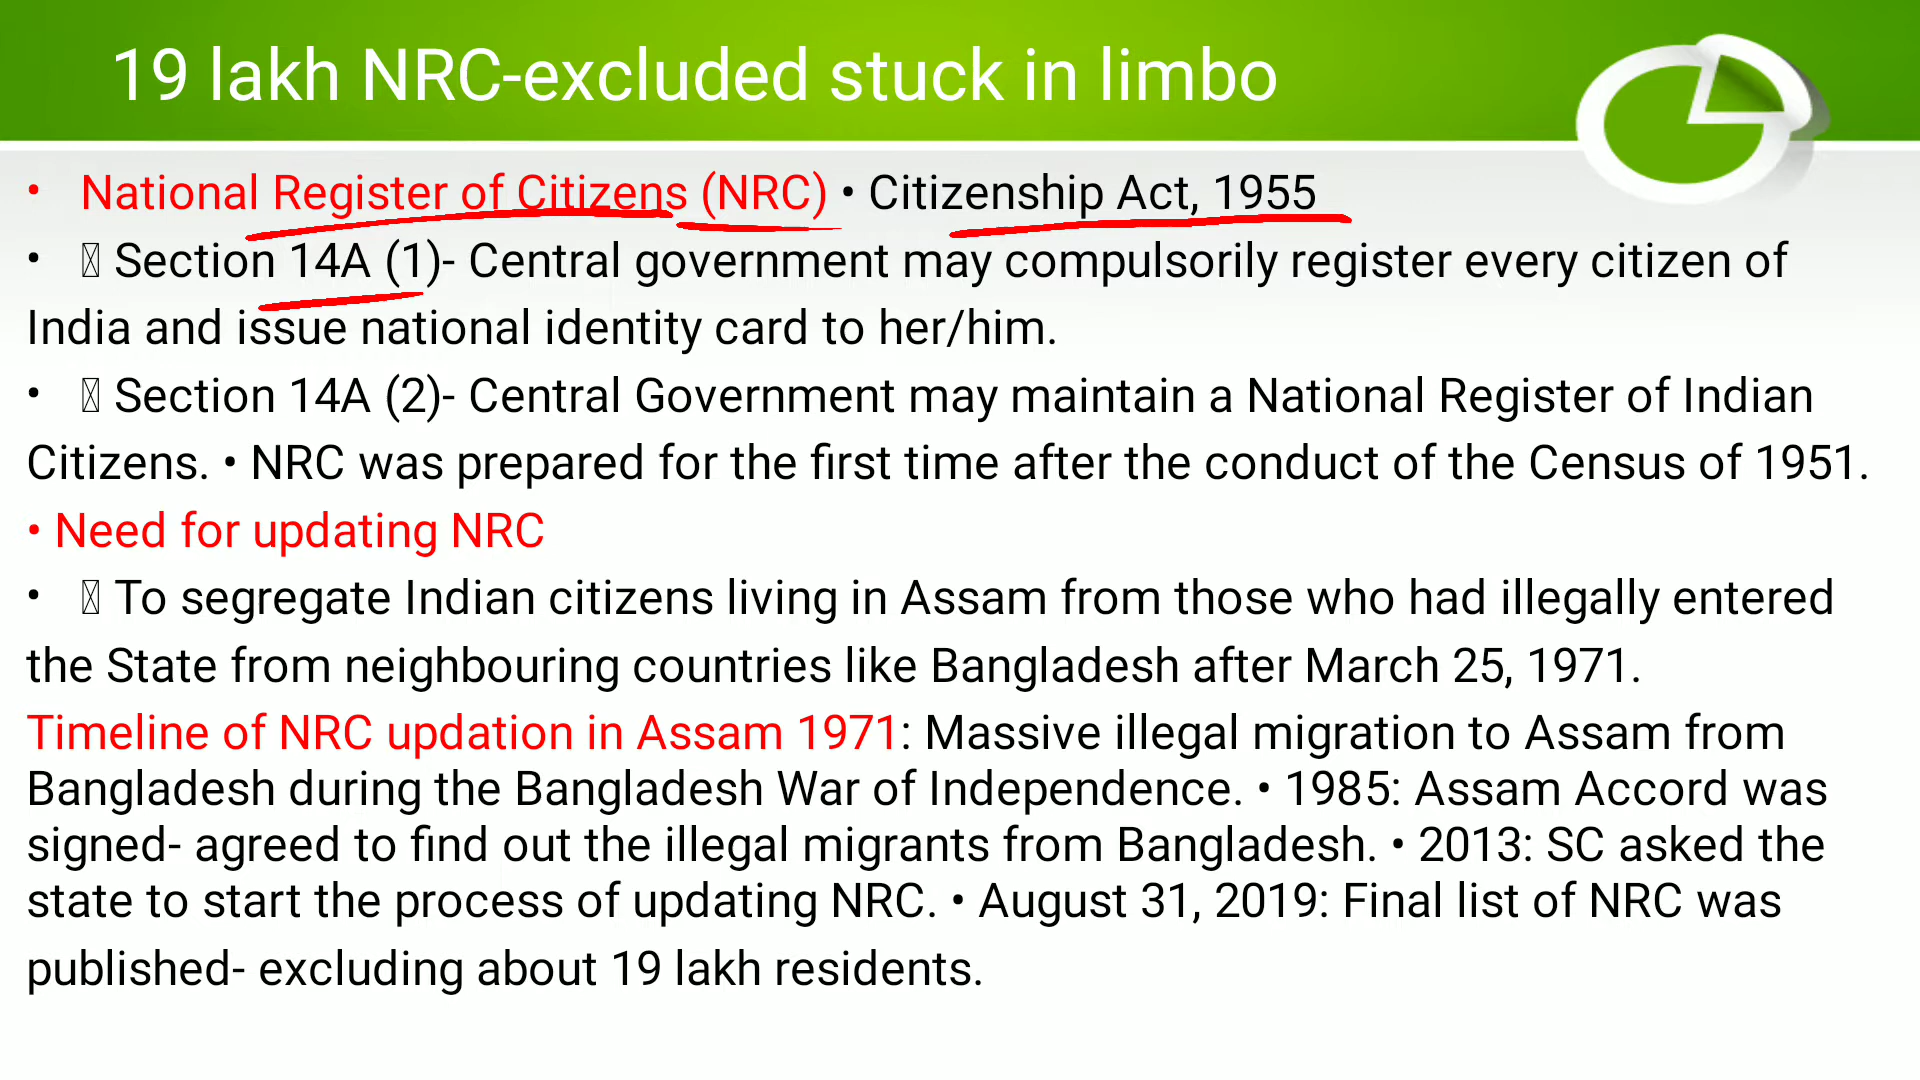 19 lakh NRC-excluded stuck in limbo
• National Register of Citizens (NRC) • Citizenship Act, 1955
• Section 14A (1)- Central government may compulsorily register every citizen of
India and issue national identity card to her/him.
• Section 14A (2)- Central Government may maintain a National Register of Indian
Citizens. • NRC was prepared for the first time after the conduct of the Census of 1951.
• Need for updating NRC
• To segregate Indian citizens living in Assam from those who had illegally entered
the State from neighbouring countries like Bangladesh after March 25, 1971.
Timeline of NRC updation in Assam 1971: Massive illegal migration to Assam from
Bangladesh during the Bangladesh War of Independence. • 1985: Assam Accord was
signed- agreed to find out the illegal migrants from Bangladesh. • 2013: SC asked the
state to start the process of updating NRC. • August 31, 2019: Final list of NRC was
published- excluding about 19 lakh residents.